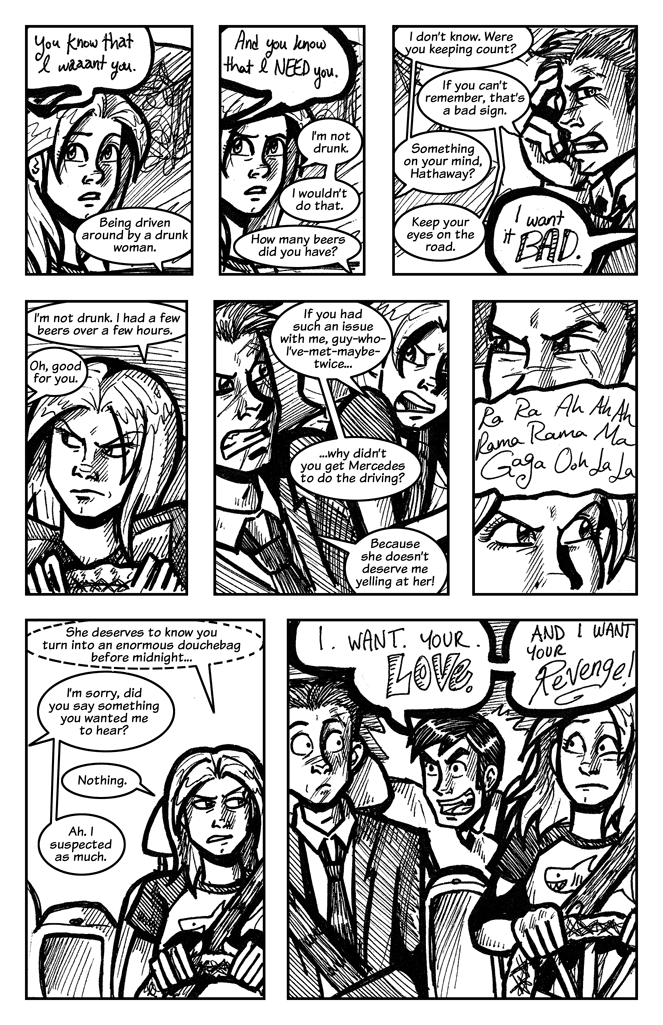 You know that
I waaant you.
Being driven
around by a drunk
woman.
And you know
that I NEED you.
I'm not
drunk.
I wouldn't
do that.
How many beers
did you have?
I don't know. Were
you keeping count?
If you can't
remember, that's
a bad sign.
Something
on your mind,
Hathaway?
Keep your
eyes on the
road.
I want
it BAD.
I'm not drunk. I had a few
beers over a few hours.
Oh, good
for you.
If you had
such an issue
with me, guy-who-
I've-met-maybe-
twice...
...why didn't
you get Mercedes
to do the driving?
Because
she doesn't
deserve me
yelling at her!
Ra Ra Ah Ah Ah
Rama Rama Ma
Gaga Ooh La La
She deserves to know you
turn into an enormous douchebag
before midnight...
I'm sorry, did
you say something
you wanted me
to hear?
Nothing.
Ah. I
suspected
as much.
I. WANT. YOUR.
LOVE.
AND I WANT
YOUR
Revenge!